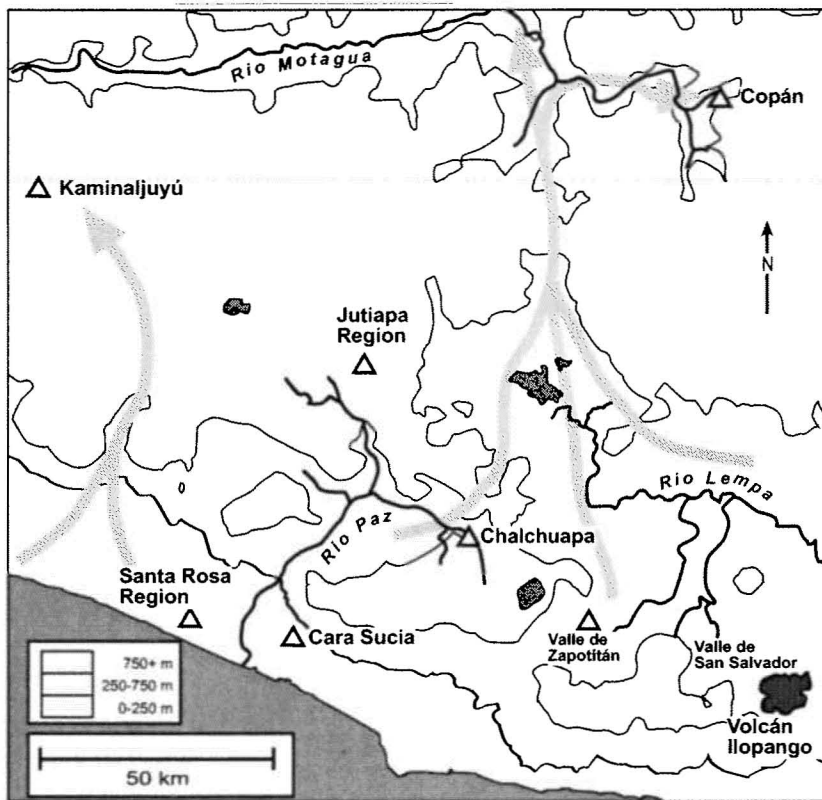 Rio Motagua
Copán
Kaminaljuyú
N
Jutiapa
Region
Rio Lempa
Rio Paz
Chalchuapa
Santa Rosa
Region
Cara Sucia
Valle de
Zapotitán
Valle de
San Salvador
Volcán
Ilopango
750+ m
250-750 m
0-250 m
50 km